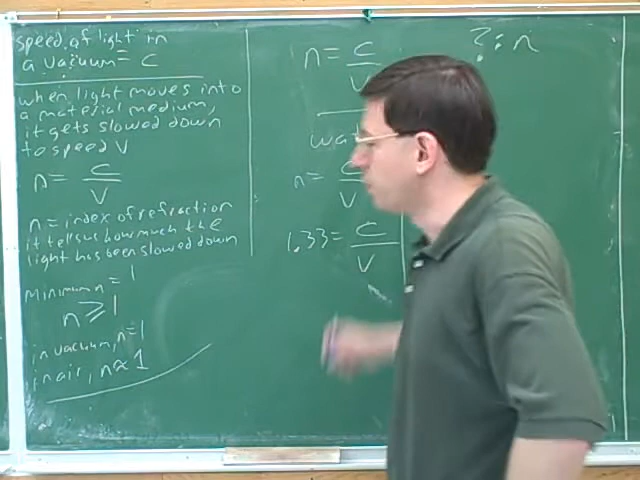 speed of light in
a vacuum = c
when light moves into
a material medium,
it gets slowed down
to speed v
n = c/v
n = index of refraction
it tells us how much the
light has been slowed down
minimum n = 1
n ≥ 1
in vacuum, n = 1
in air, n ≈ 1
n = c/v
wa
n = c/v
1.33 = c/v
?: n